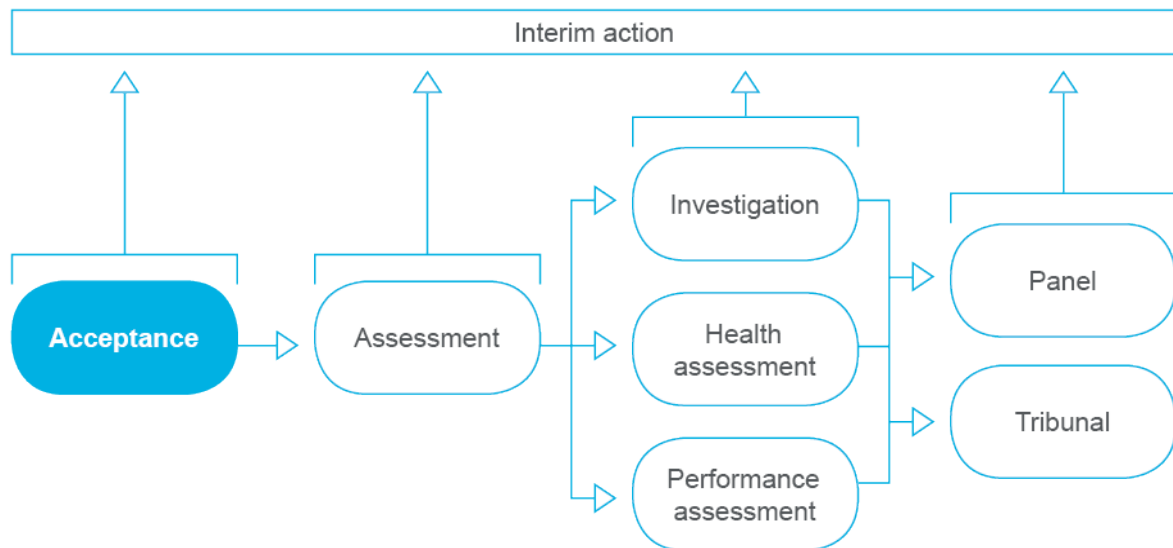 Interim action
Acceptance
Assessment
Investigation
Health
assessment
Performance
assessment
Panel
Tribunal